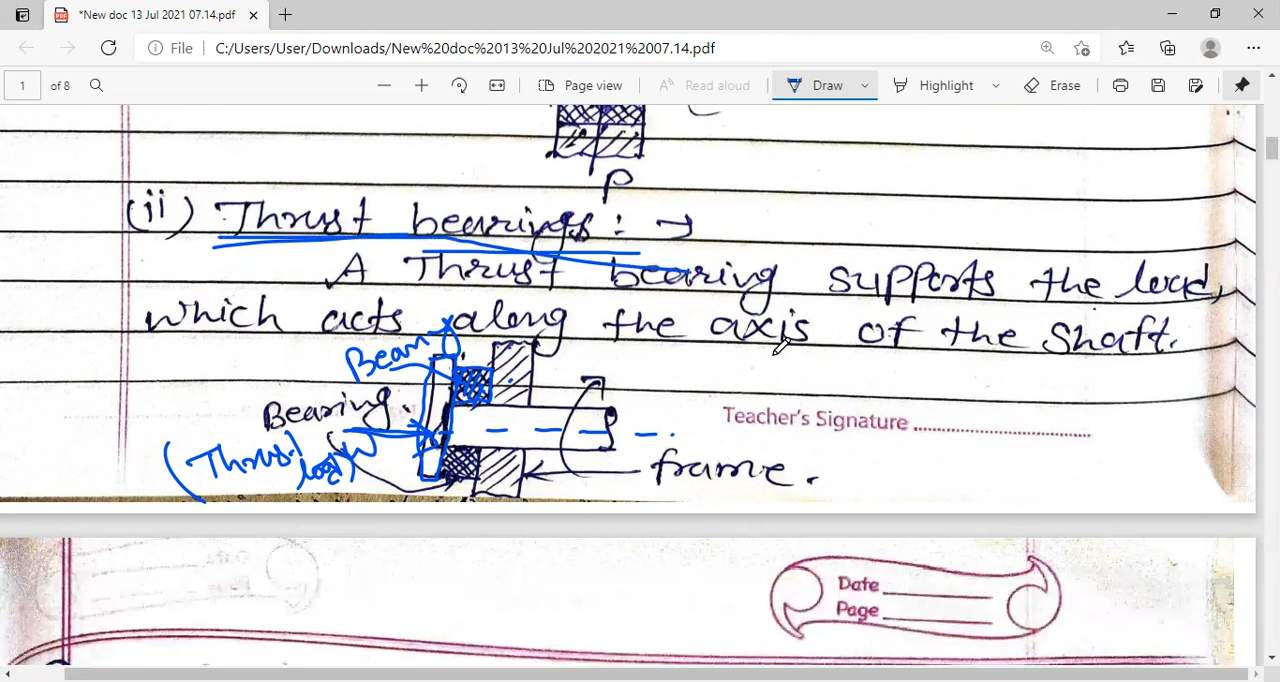 *New doc 13 Jul 2021 07.14.pdf
File
C:/Users/User/Downloads/New%20doc%2013%20Jul%202021%2007.14.pdf
1 of 8
Page view
Read aloud
Draw
Highlight
Erase
P
(ii) Thrust bearings :→
A Thrust bearing supports the load,
which acts along the axis of the shaft.
Bearing
Bearing
W
(Thrust load)
frame.
Teacher's Signature
Date
Page